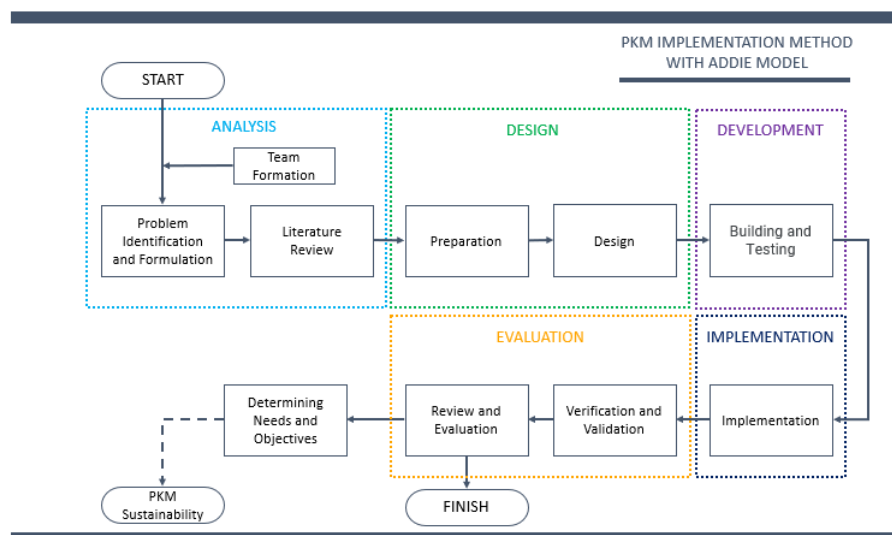 PKM IMPLEMENTATION METHOD
WITH ADDIE MODEL
START
ANALYSIS
DESIGN
DEVELOPMENT
Team
Formation
Problem
Identification
and Formulation
Literature
Review
Preparation
Design
Building and
Testing
EVALUATION
IMPLEMENTATION
Determining
Needs and
Objectives
Review and
Evaluation
Verification and
Validation
Implementation
PKM
Sustainability
FINISH